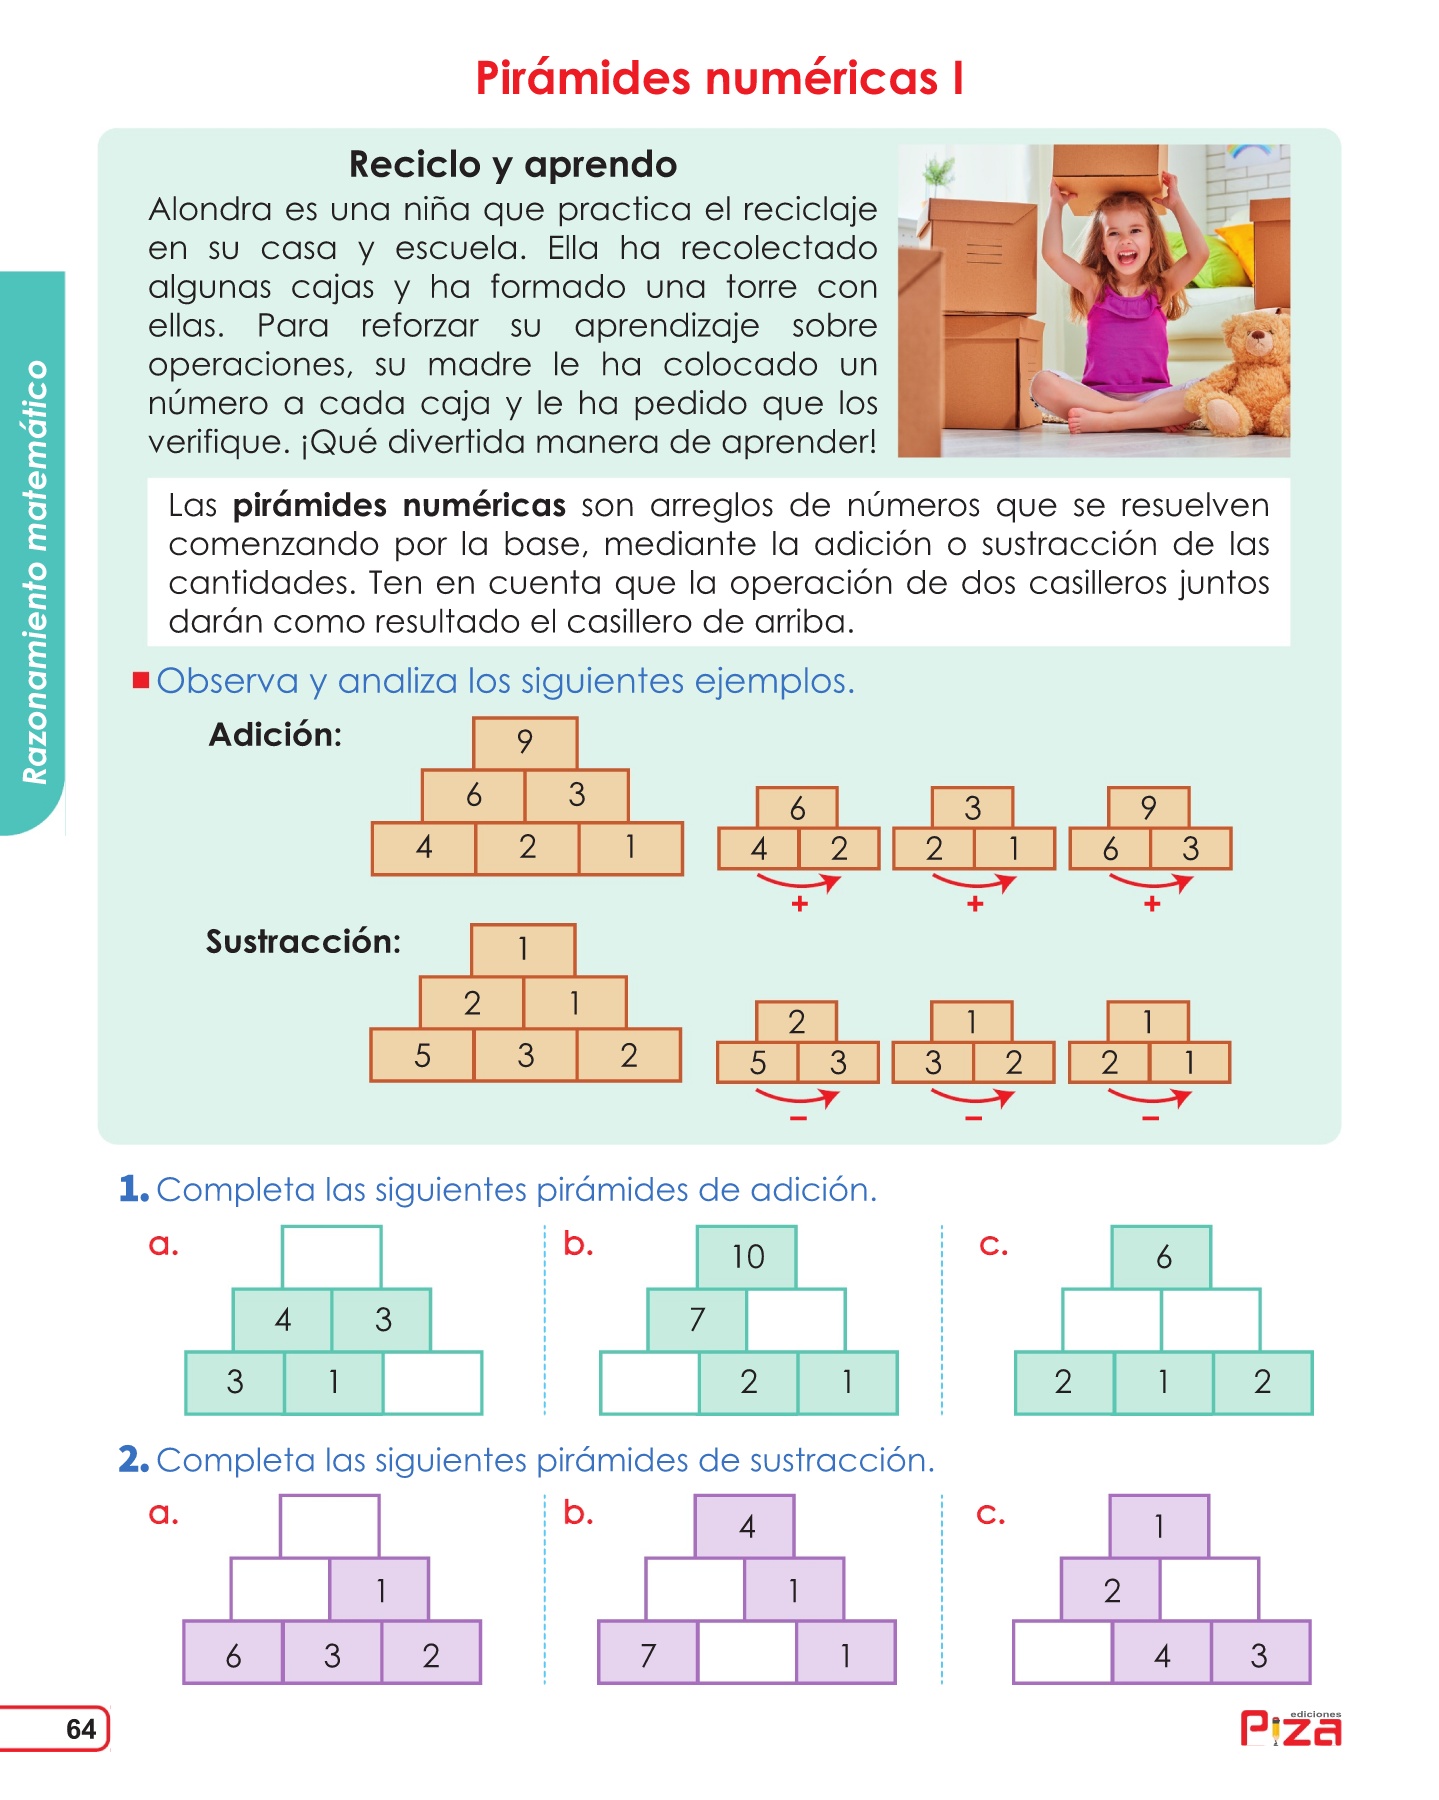 Pirámides numéricas I
Reciclo y aprendo
Alondra es una niña que practica el reciclaje
en su casa y escuela. Ella ha recolectado
algunas cajas y ha formado una torre con
ellas. Para reforzar su aprendizaje sobre
operaciones, su madre le ha colocado un
número a cada caja y le ha pedido que los
verifique. ¡Qué divertida manera de aprender!
Razonamiento matemático
Las pirámides numéricas son arreglos de números que se resuelven
comenzando por la base, mediante la adición o sustracción de las
cantidades. Ten en cuenta que la operación de dos casilleros juntos
darán como resultado el casillero de arriba.
Observa y analiza los siguientes ejemplos.
Adición:
9
6 3
4 2 1
6
4 2
+
3
2 1
+
9
6 3
+
Sustracción:
1
2 1
5 3 2
2
5 3
–
1
3 2
–
1
2 1
–
1. Completa las siguientes pirámides de adición.
a.
4 3
3 1
b.
10
7
2 1
c.
6
2 1 2
2. Completa las siguientes pirámides de sustracción.
a.
1
6 3 2
b.
4
1
7 1
c.
1
2
4 3
64
ediciones
Piza